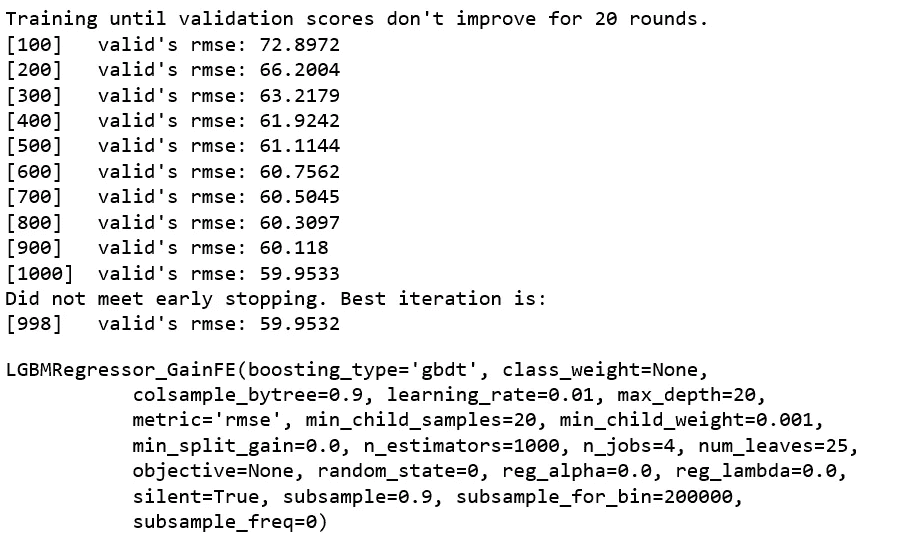 Training until validation scores don't improve for 20 rounds.
[100] valid's rmse: 72.8972
[200] valid's rmse: 66.2004
[300] valid's rmse: 63.2179
[400] valid's rmse: 61.9242
[500] valid's rmse: 61.1144
[600] valid's rmse: 60.7562
[700] valid's rmse: 60.5045
[800] valid's rmse: 60.3097
[900] valid's rmse: 60.118
[1000] valid's rmse: 59.9533
Did not meet early stopping. Best iteration is:
[998] valid's rmse: 59.9532
LGBMRegressor_GainFE(boosting_type='gbdt', class_weight=None,
colsample_bytree=0.9, learning_rate=0.01, max_depth=20,
metric='rmse', min_child_samples=20, min_child_weight=0.001,
min_split_gain=0.0, n_estimators=1000, n_jobs=4, num_leaves=25,
objective=None, random_state=0, reg_alpha=0.0, reg_lambda=0.0,
silent=True, subsample=0.9, subsample_for_bin=200000,
subsample_freq=0)